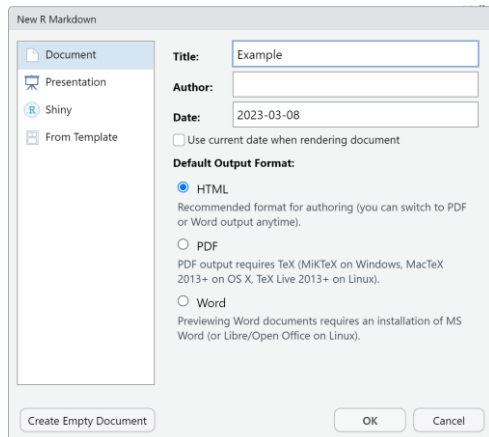 New R Markdown
Document
Presentation
R Shiny
From Template
Title: Example
Author:
Date: 2023-03-08
Use current date when rendering document
Default Output Format:
HTML
Recommended format for authoring (you can switch to PDF
or Word output anytime).
PDF
PDF output requires TeX (MiKTeX on Windows, MacTeX
2013+ on OS X, TeX Live 2013+ on Linux).
Word
Previewing Word documents requires an installation of MS
Word (or Libre/Open Office on Linux).
Create Empty Document
OK
Cancel